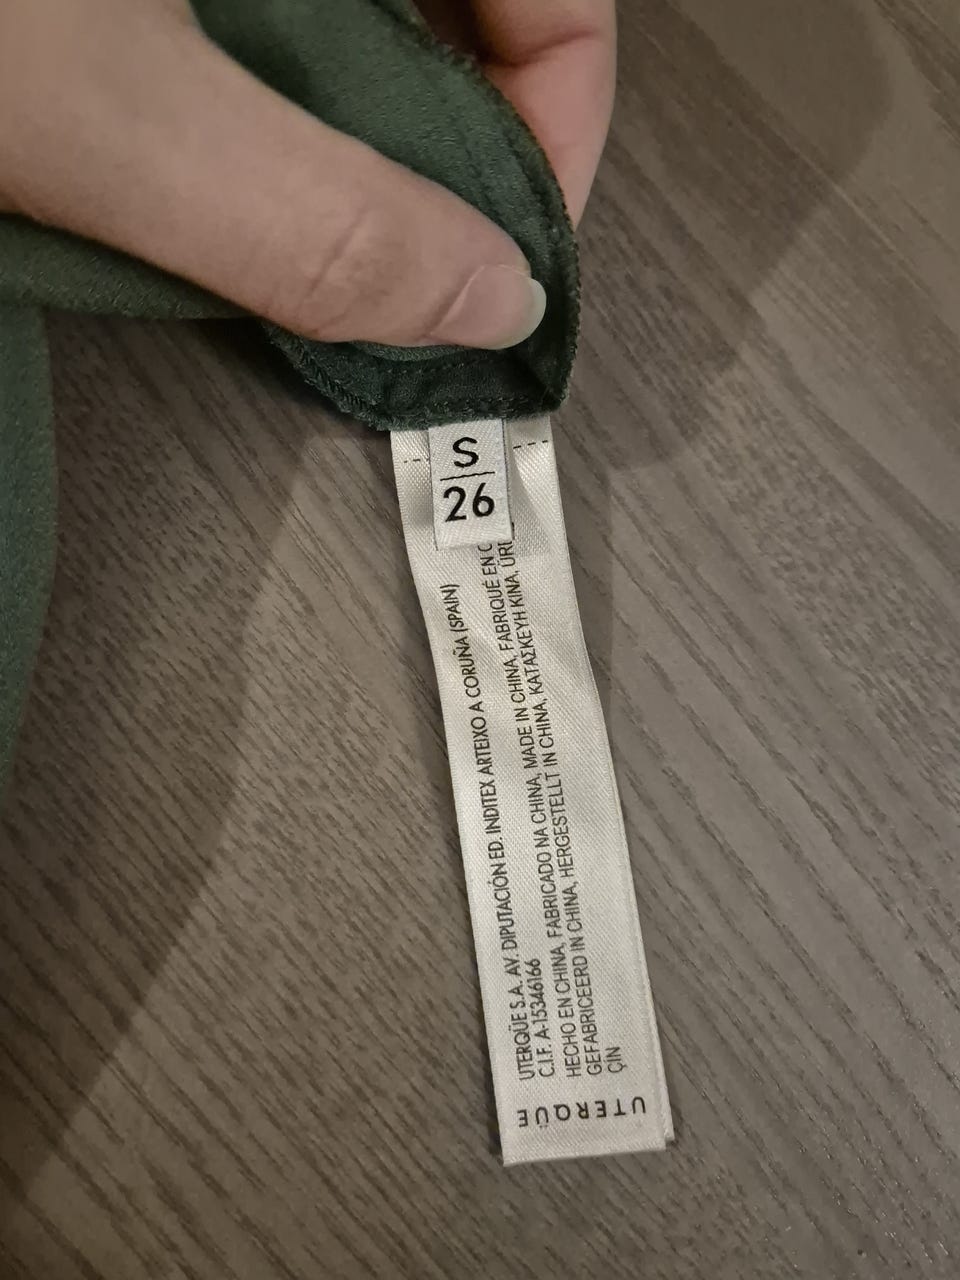 S
26
UTERQÜE S.A. AV. DIPUTACIÓN ED. INDITEX ARTEIXO A CORUÑA (SPAIN)
C.I.F. A-15346166
HECHO EN CHINA, FABRICADO NA CHINA, MADE IN CHINA, FABRIQUÉ EN
GEFABRICEERD IN CHINA, HERGESTELLT IN CHINA, ΚΑΤΑΣΚΕΥΗ ΚΙΝΑ,
ÇIN
UTERQÜE